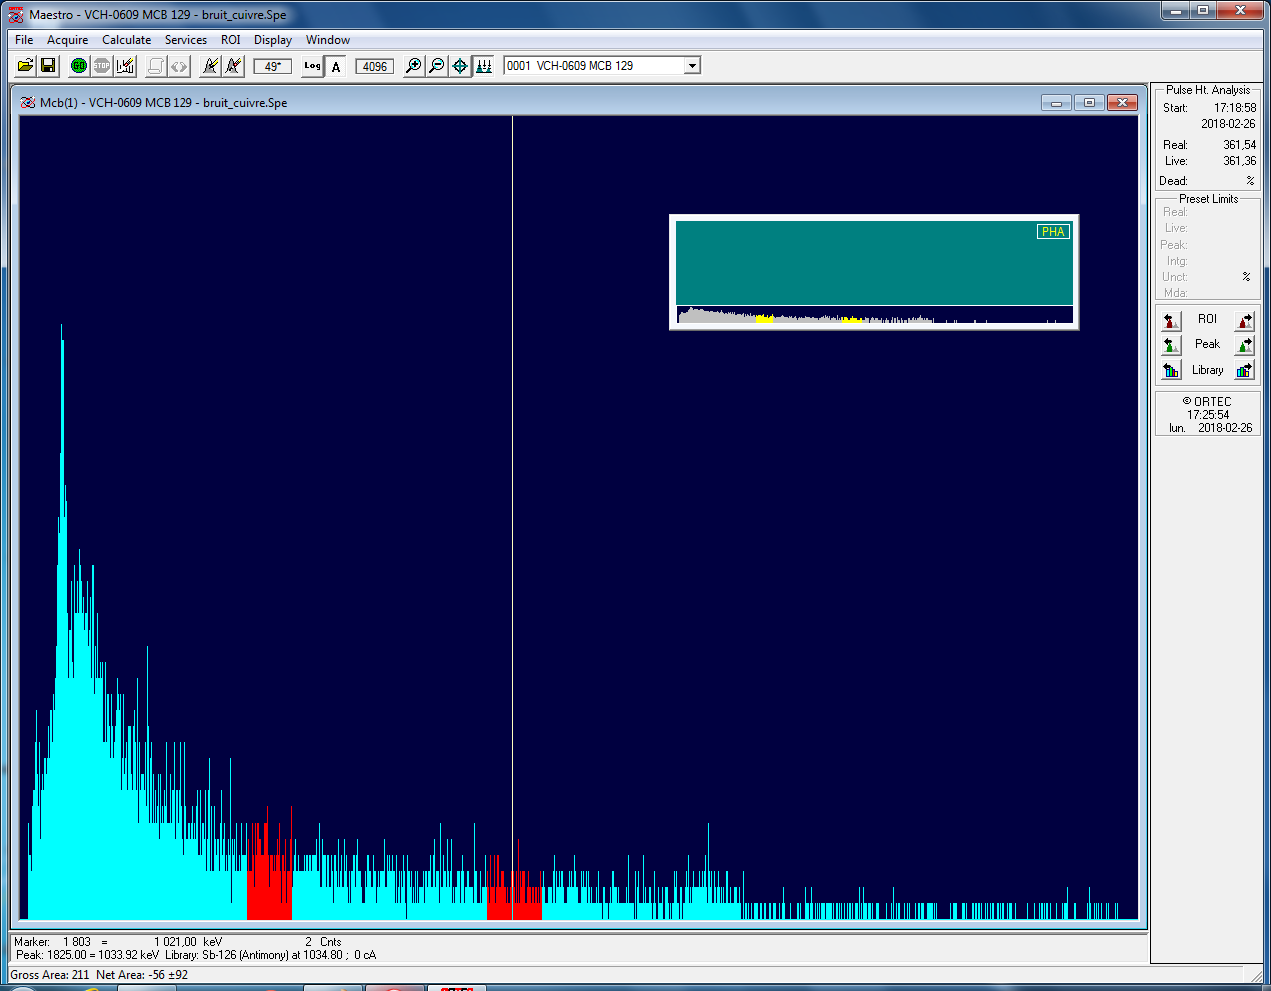 Maestro - VCH-0609 MCB 129 - bruit_cuivre.Spe
File Acquire Calculate Services ROI Display Window
GO STOP 49* Log A 4096 0001 VCH-0609 MCB 129
Mcb(1) - VCH-0609 MCB 129 - bruit_cuivre.Spe
PHA
Pulse Ht. Analysis
Start: 17:18:58
2018-02-26
Real: 361,54
Live: 361,36
Dead: %
Preset Limits
Real:
Live:
Peak:
Intg:
Unct: %
Mda:
ROI
Peak
Library
© ORTEC
17:25:54
lun. 2018-02-26
Marker: 1 803 = 1 021,00 keV 2 Cnts
Peak: 1825.00 = 1033.92 keV Library: Sb-126 (Antimony) at 1034.80 ; 0 cA
Gross Area: 211 Net Area: -56 ±92